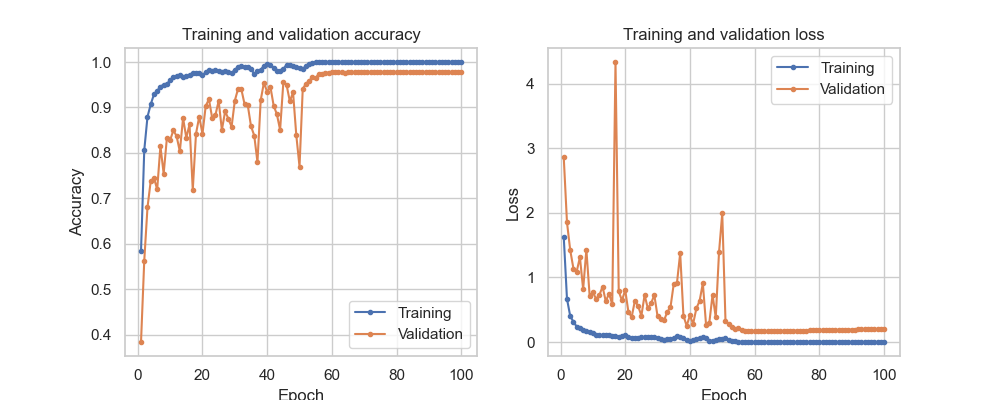 Training and validation accuracy
1.0
0.9
0.8
0.7
0.6
0.5
0.4
Accuracy
0
20
40
60
80
100
Epoch
Training
Validation
Training and validation loss
4
3
2
1
0
Loss
0
20
40
60
80
100
Epoch
Training
Validation